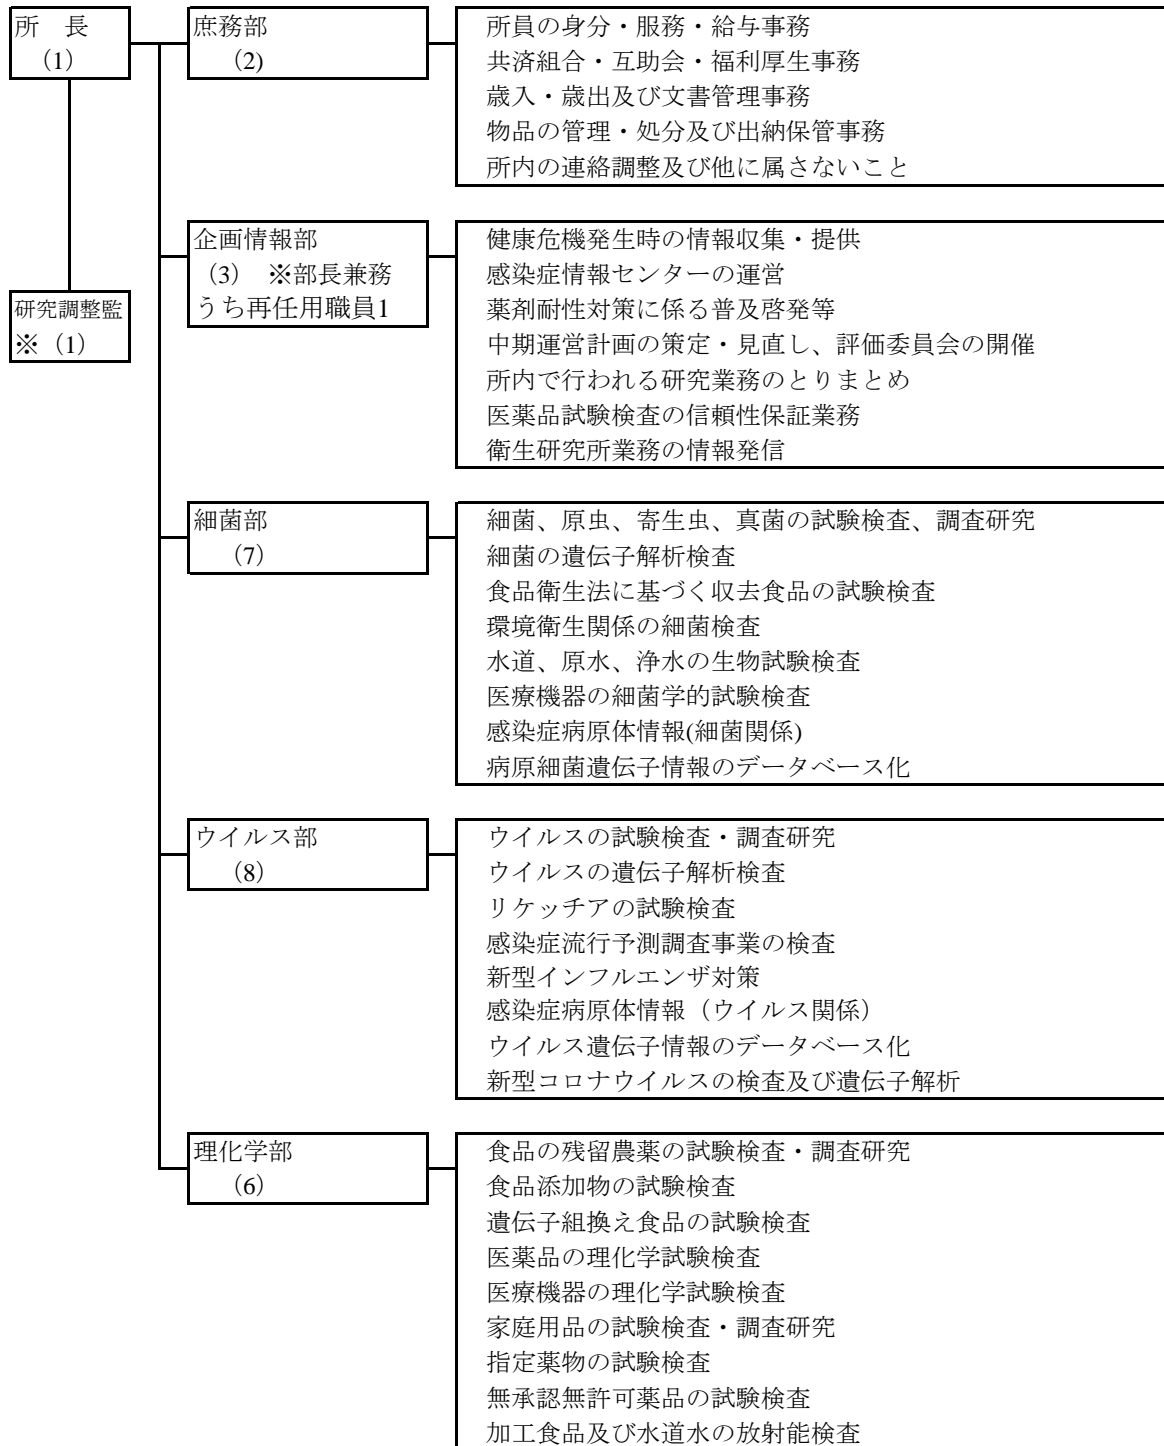 所　長
（1）
研究調整監
※（1）
庶務部
（2）
所員の身分・服務・給与事務
共済組合・互助会・福利厚生事務
歳入・歳出及び文書管理事務
物品の管理・処分及び出納保管事務
所内の連絡調整及び他に属さないこと
企画情報部
（3）　※部長兼務
うち再任用職員1
健康危機発生時の情報収集・提供
感染症情報センターの運営
薬剤耐性対策に係る普及啓発等
中期運営計画の策定・見直し、評価委員会の開催
所内で行われる研究業務のとりまとめ
医薬品試験検査の信頼性保証業務
衛生研究所業務の情報発信
細菌部
（7）
細菌、原虫、寄生虫、真菌の試験検査、調査研究
細菌の遺伝子解析検査
食品衛生法に基づく収去食品の試験検査
環境衛生関係の細菌検査
水道、原水、浄水の生物試験検査
医療機器の細菌学的試験検査
感染症病原体情報(細菌関係)
病原細菌遺伝子情報のデータベース化
ウイルス部
（8）
ウイルスの試験検査・調査研究
ウイルスの遺伝子解析検査
リケッチアの試験検査
感染症流行予測調査事業の検査
新型インフルエンザ対策
感染症病原体情報（ウイルス関係）
ウイルス遺伝子情報のデータベース化
新型コロナウイルスの検査及び遺伝子解析
理化学部
（6）
食品の残留農薬の試験検査・調査研究
食品添加物の試験検査
遺伝子組換え食品の試験検査
医薬品の理化学試験検査
医療機器の理化学試験検査
家庭用品の試験検査・調査研究
指定薬物の試験検査
無承認無許可薬品の試験検査
加工食品及び水道水の放射能検査